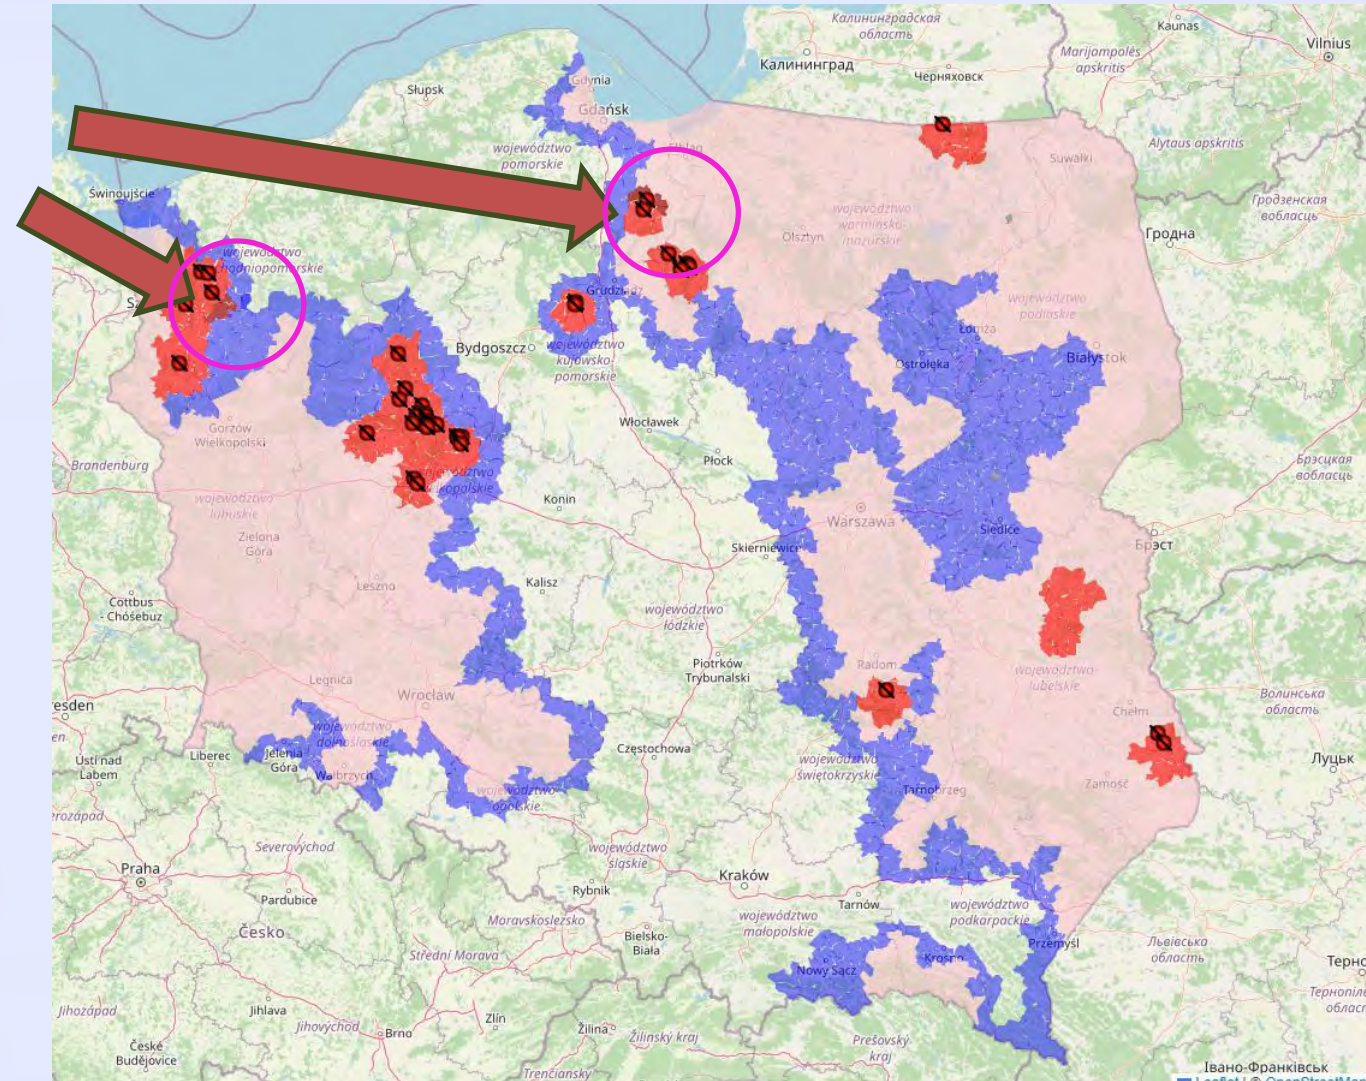 Калининградская
область
Kaunas
Vilnius
Marijampolės
apskritis
Калининград
Черняховск
Gdynia
Słupsk
Gdańsk
województwo
pomorskie
Elbląg
Suwałki
Alytaus apskritis
Świnoujście
Гродзенская
вобласць
województwo
warmińsko-
mazurskie
Olsztyn
Гродна
województwo
Grudziądz
województwo
podlaskie
Łomża
Bydgoszcz
województwo
kujawsko-
pomorskie
Ostrołęka
Białystok
Gorzów
Wielkopolski
Włocławek
Płock
Brandenburg
Брэсцкая
вобласць
województwo
lubuskie
Konin
Warszawa
Siedlce
Брэст
Zielona
Góra
Skierniewice
Leszno
Kalisz
Cottbus
- Chóśebuz
województwo
łódzkie
Legnica
Wrocław
Piotrków
Trybunalski
Radom
województwo
lubelskie
Волинська
область
Chełm
województwo
dolnośląskie
Liberec
Jelenia
Góra
Wałbrzych
Ústí nad
Labem
Częstochowa
województwo
świętokrzyskie
Луцьк
Tarnobrzeg
Zamość
województwo
opolskie
Severovýchod
województwo
śląskie
Praha
Kraków
Rybnik
Pardubice
Tarnów
Moravskoslezsko
województwo
małopolskie
województwo
podkarpackie
Česko
Bielsko-
Biała
Przemyśl
Львівська
область
Střední Morava
Krosno
Nowy Sącz
Jihozápad
Jihlava
Jihovýchod
Brno
Zlín
Žilina
Žilinský kraj
Prešovský
kraj
České
Budějovice
Trenčiansky
Івано-Франківськ